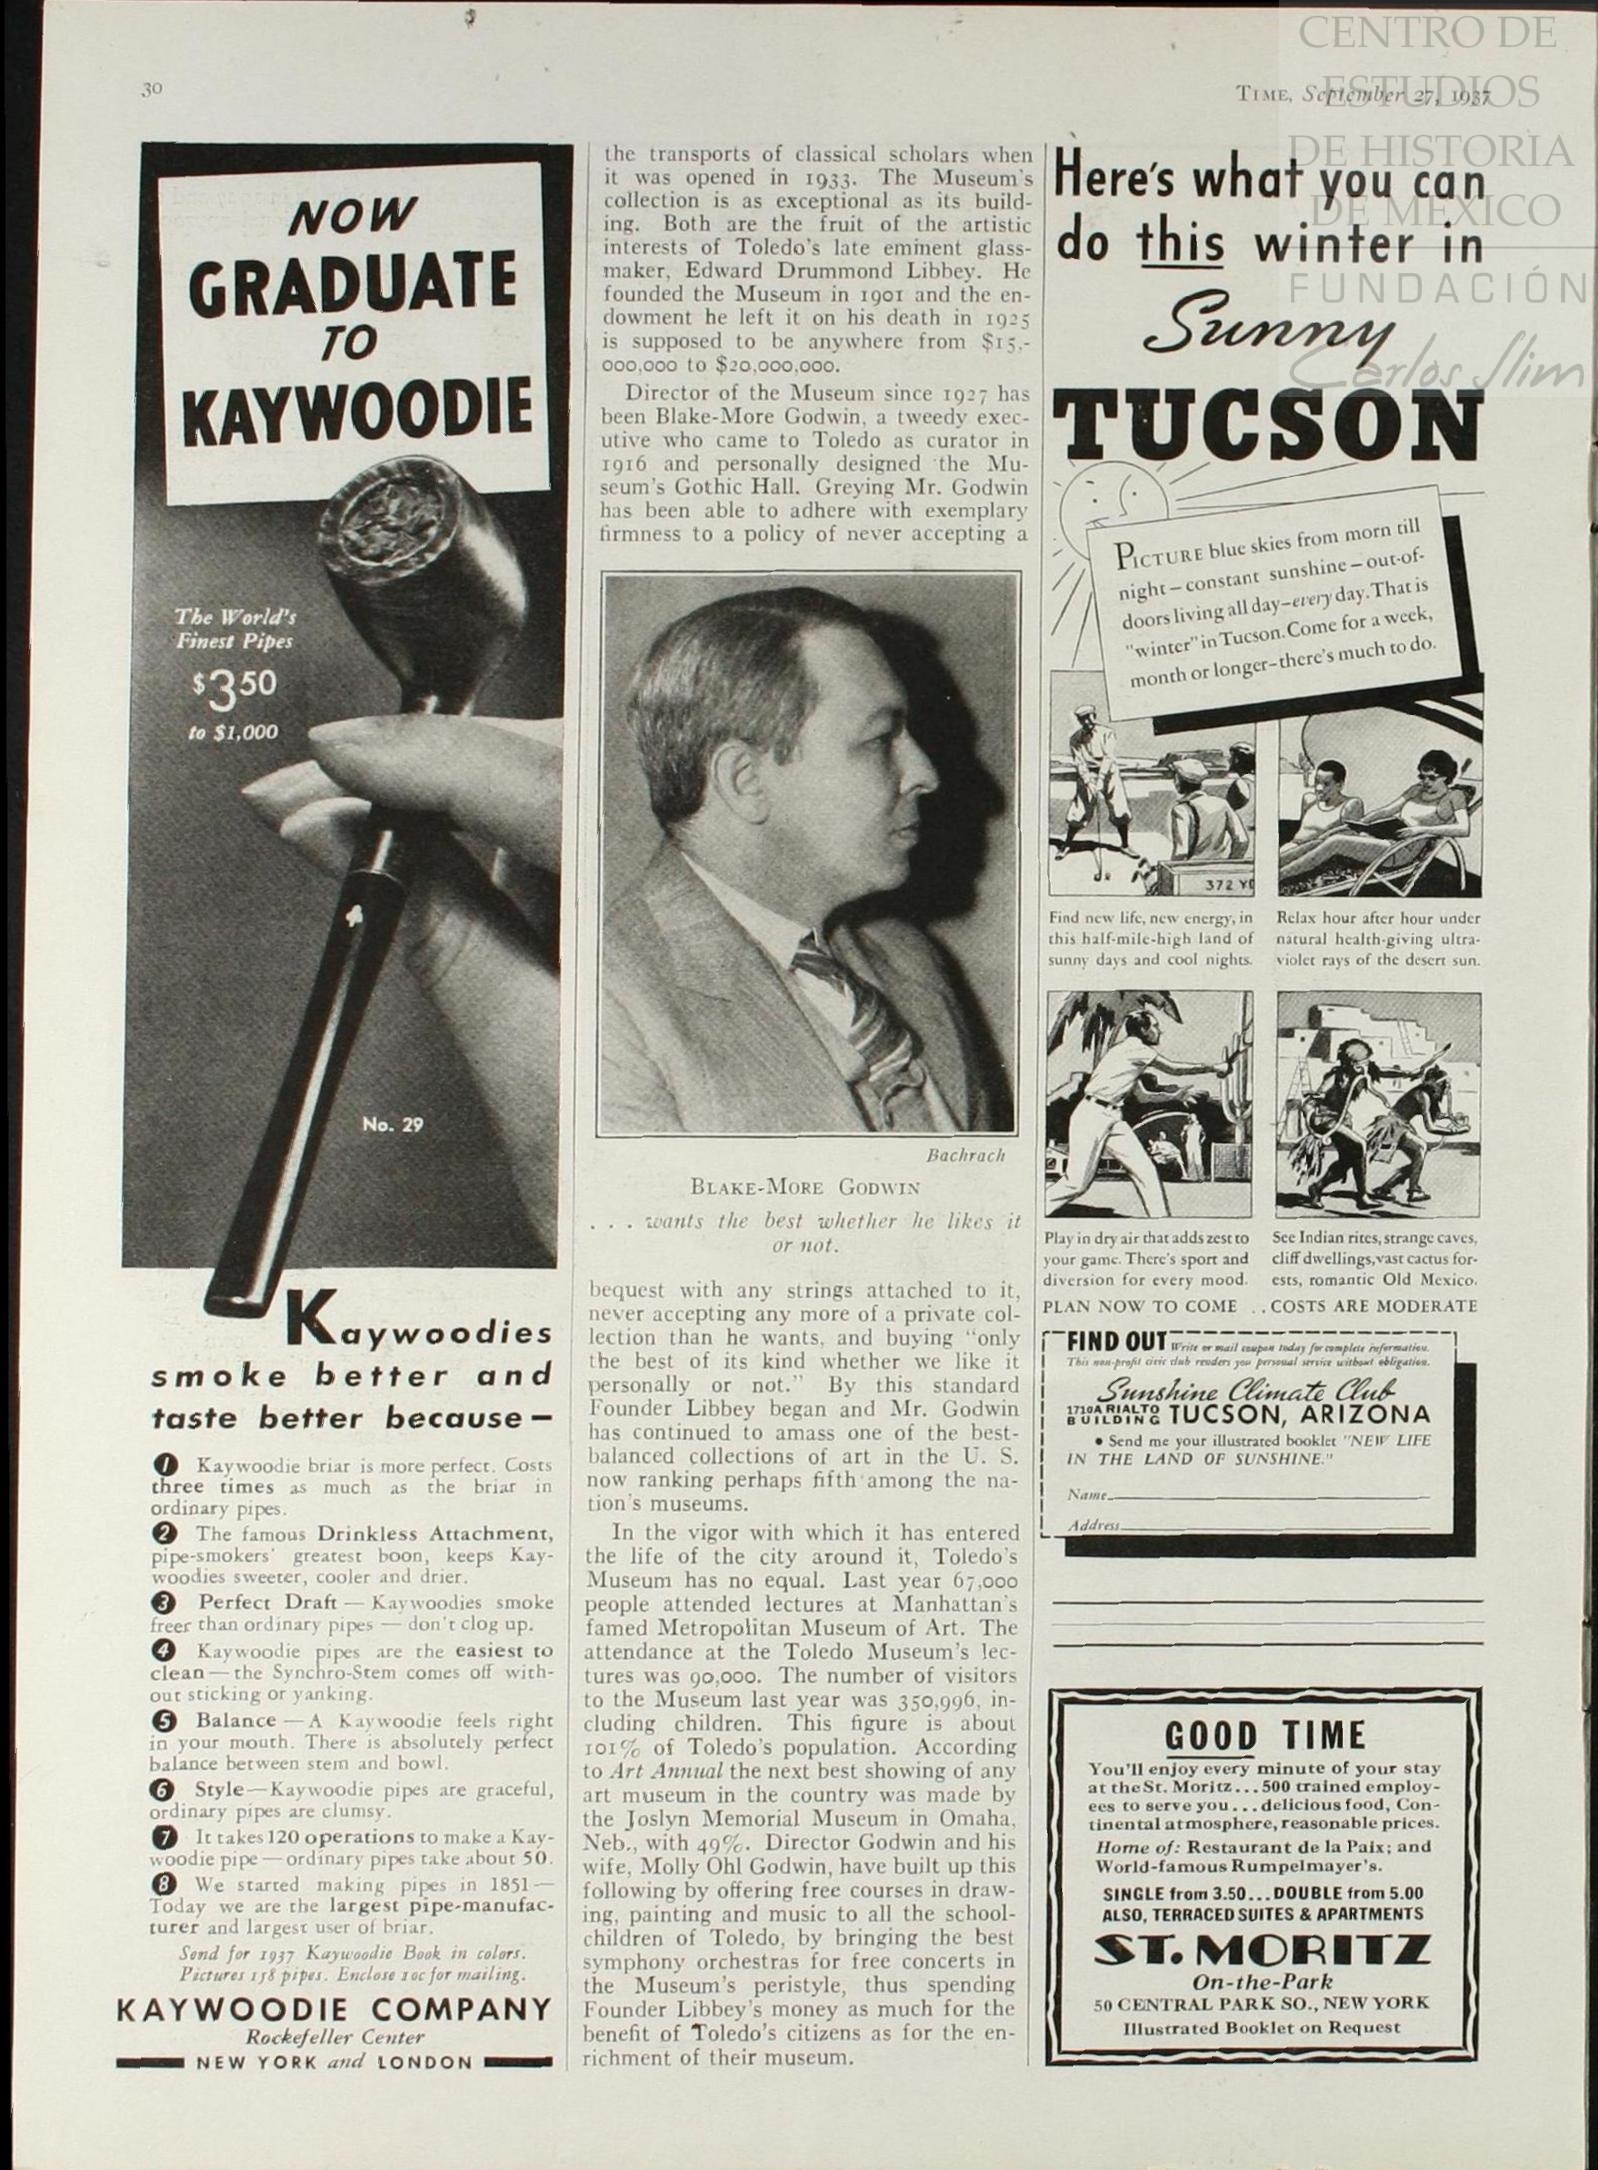 30
TIME, September 27, 1937
CENTRO DE
ESTUDIOS
DE HISTORIA
DE MÉXICO
FUNDACIÓN
Carlos Slim
NOW
GRADUATE
TO
KAYWOODIE
The World's
Finest Pipes
$3.50
to $1,000
No. 29
Kaywoodies
smoke better and
taste better because—
1 Kaywoodie briar is more perfect. Costs
three times as much as the briar in
ordinary pipes.
2 The famous Drinkless Attachment,
pipe-smokers' greatest boon, keeps Kay-
woodies sweeter, cooler and drier.
3 Perfect Draft — Kaywoodies smoke
freer than ordinary pipes — don't clog up.
4 Kaywoodie pipes are the easiest to
clean — the Synchro-Stem comes off with-
out sticking or yanking.
5 Balance — A Kaywoodie feels right
in your mouth. There is absolutely perfect
balance between stem and bowl.
6 Style—Kaywoodie pipes are graceful,
ordinary pipes are clumsy.
7 It takes 120 operations to make a Kay-
woodie pipe — ordinary pipes take about 50.
8 We started making pipes in 1851 —
Today we are the largest pipe-manufac-
turer and largest user of briar.
Send for 1937 Kaywoodie Book in colors.
Pictures 158 pipes. Enclose 10c for mailing.
KAYWOODIE COMPANY
Rockefeller Center
NEW YORK and LONDON
the transports of classical scholars when
it was opened in 1933. The Museum's
collection is as exceptional as its build-
ing. Both are the fruit of the artistic
interests of Toledo's late eminent glass-
maker, Edward Drummond Libbey. He
founded the Museum in 1901 and the en-
dowment he left it on his death in 1925
is supposed to be anywhere from $15,-
000,000 to $20,000,000.
Director of the Museum since 1927 has
been Blake-More Godwin, a tweedy exec-
utive who came to Toledo as curator in
1916 and personally designed the Mu-
seum's Gothic Hall. Greying Mr. Godwin
has been able to adhere with exemplary
firmness to a policy of never accepting a
Bachrach
BLAKE-MORE GODWIN
. . . wants the best whether he likes it
or not.
bequest with any strings attached to it,
never accepting any more of a private col-
lection than he wants, and buying "only
the best of its kind whether we like it
personally or not." By this standard
Founder Libbey began and Mr. Godwin
has continued to amass one of the best-
balanced collections of art in the U. S.
now ranking perhaps fifth among the na-
tion's museums.
In the vigor with which it has entered
the life of the city around it, Toledo's
Museum has no equal. Last year 67,000
people attended lectures at Manhattan's
famed Metropolitan Museum of Art. The
attendance at the Toledo Museum's lec-
tures was 90,000. The number of visitors
to the Museum last year was 350,996, in-
cluding children. This figure is about
101% of Toledo's population. According
to Art Annual the next best showing of any
art museum in the country was made by
the Joslyn Memorial Museum in Omaha,
Neb., with 49%. Director Godwin and his
wife, Molly Ohl Godwin, have built up this
following by offering free courses in draw-
ing, painting and music to all the school-
children of Toledo, by bringing the best
symphony orchestras for free concerts in
the Museum's peristyle, thus spending
Founder Libbey's money as much for the
benefit of Toledo's citizens as for the en-
richment of their museum.
Here's what you can
do this winter in
Sunny
TUCSON
PICTURE blue skies from morn till
night — constant sunshine — out-of-
doors living all day—every day. That is
"winter" in Tucson. Come for a week,
month or longer—there's much to do.
372 YD
Find new life, new energy, in
this half-mile-high land of
sunny days and cool nights.
Relax hour after hour under
natural health-giving ultra-
violet rays of the desert sun.
Play in dry air that adds zest to
your game. There's sport and
diversion for every mood.
See Indian rites, strange caves,
cliff dwellings, vast cactus for-
ests, romantic Old Mexico.
PLAN NOW TO COME . . COSTS ARE MODERATE
FIND OUT Write or mail coupon today for complete information.
This non-profit civic club renders you personal service without obligation.
Sunshine Climate Club
1710A RIALTO BUILDING TUCSON, ARIZONA
• Send me your illustrated booklet "NEW LIFE
IN THE LAND OF SUNSHINE."
Name
Address
GOOD TIME
You'll enjoy every minute of your stay
at the St. Moritz ... 500 trained employ-
ees to serve you ... delicious food, Con-
tinental atmosphere, reasonable prices.
Home of: Restaurant de la Paix; and
World-famous Rumpelmayer's.
SINGLE from 3.50...DOUBLE from 5.00
ALSO, TERRACED SUITES & APARTMENTS
ST. MORITZ
On-the-Park
50 CENTRAL PARK SO., NEW YORK
Illustrated Booklet on Request